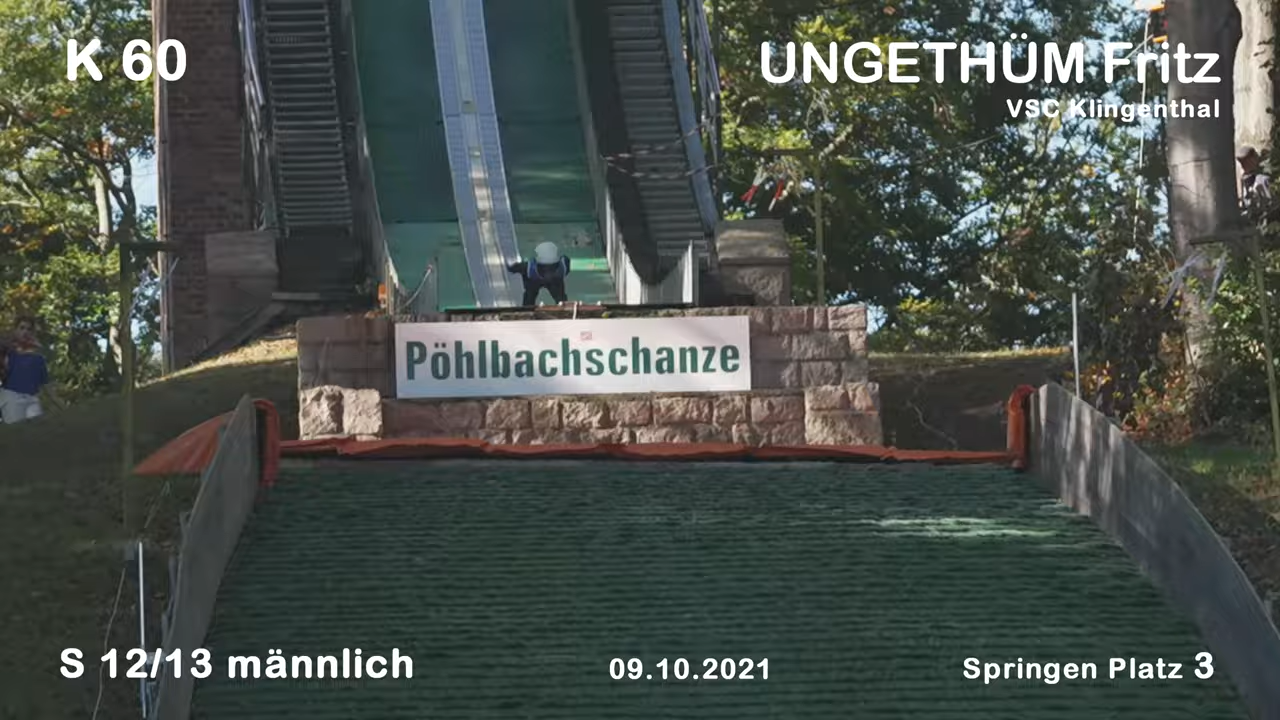 K 60
UNGETHÜM Fritz
VSC Klingenthal
Pöhlbachschanze
S 12/13 männlich
09.10.2021
Springen Platz 3